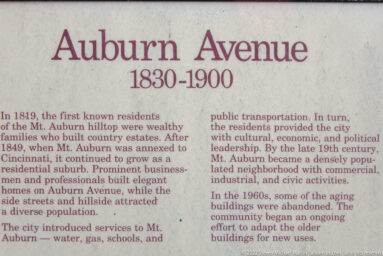 Auburn Avenue
1830-1900
In 1819, the first known residents
of the Mt. Auburn hilltop were wealthy
families who built country estates. After
1849, when Mt. Auburn was annexed to
Cincinnati, it continued to grow as a
residential suburb. Prominent business-
men and professionals built elegant
homes on Auburn Avenue, while the
side streets and hillside attracted
a diverse population.
The city introduced services to Mt.
Auburn — water, gas, schools, and
public transportation. In turn,
the residents provided the city
with cultural, economic, and political
leadership. By the late 19th century,
Mt. Auburn became a densely popu-
lated neighborhood with commercial,
industrial, and civic activities.
In the 1960s, some of the aging
buildings were abandoned. The
community began an ongoing
effort to adapt the older
buildings for new uses.